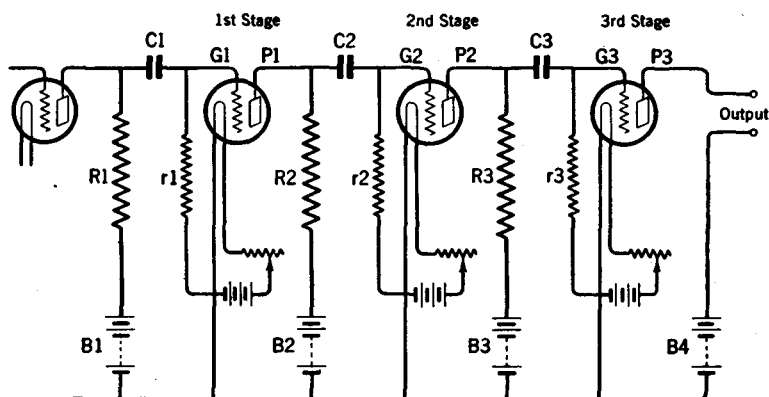 1st Stage 2nd Stage 3rd Stage
C1 G1 P1 C2 G2 P2 C3 G3 P3
Output
R1 r1 R2 r2 R3 r3
B1 B2 B3 B4